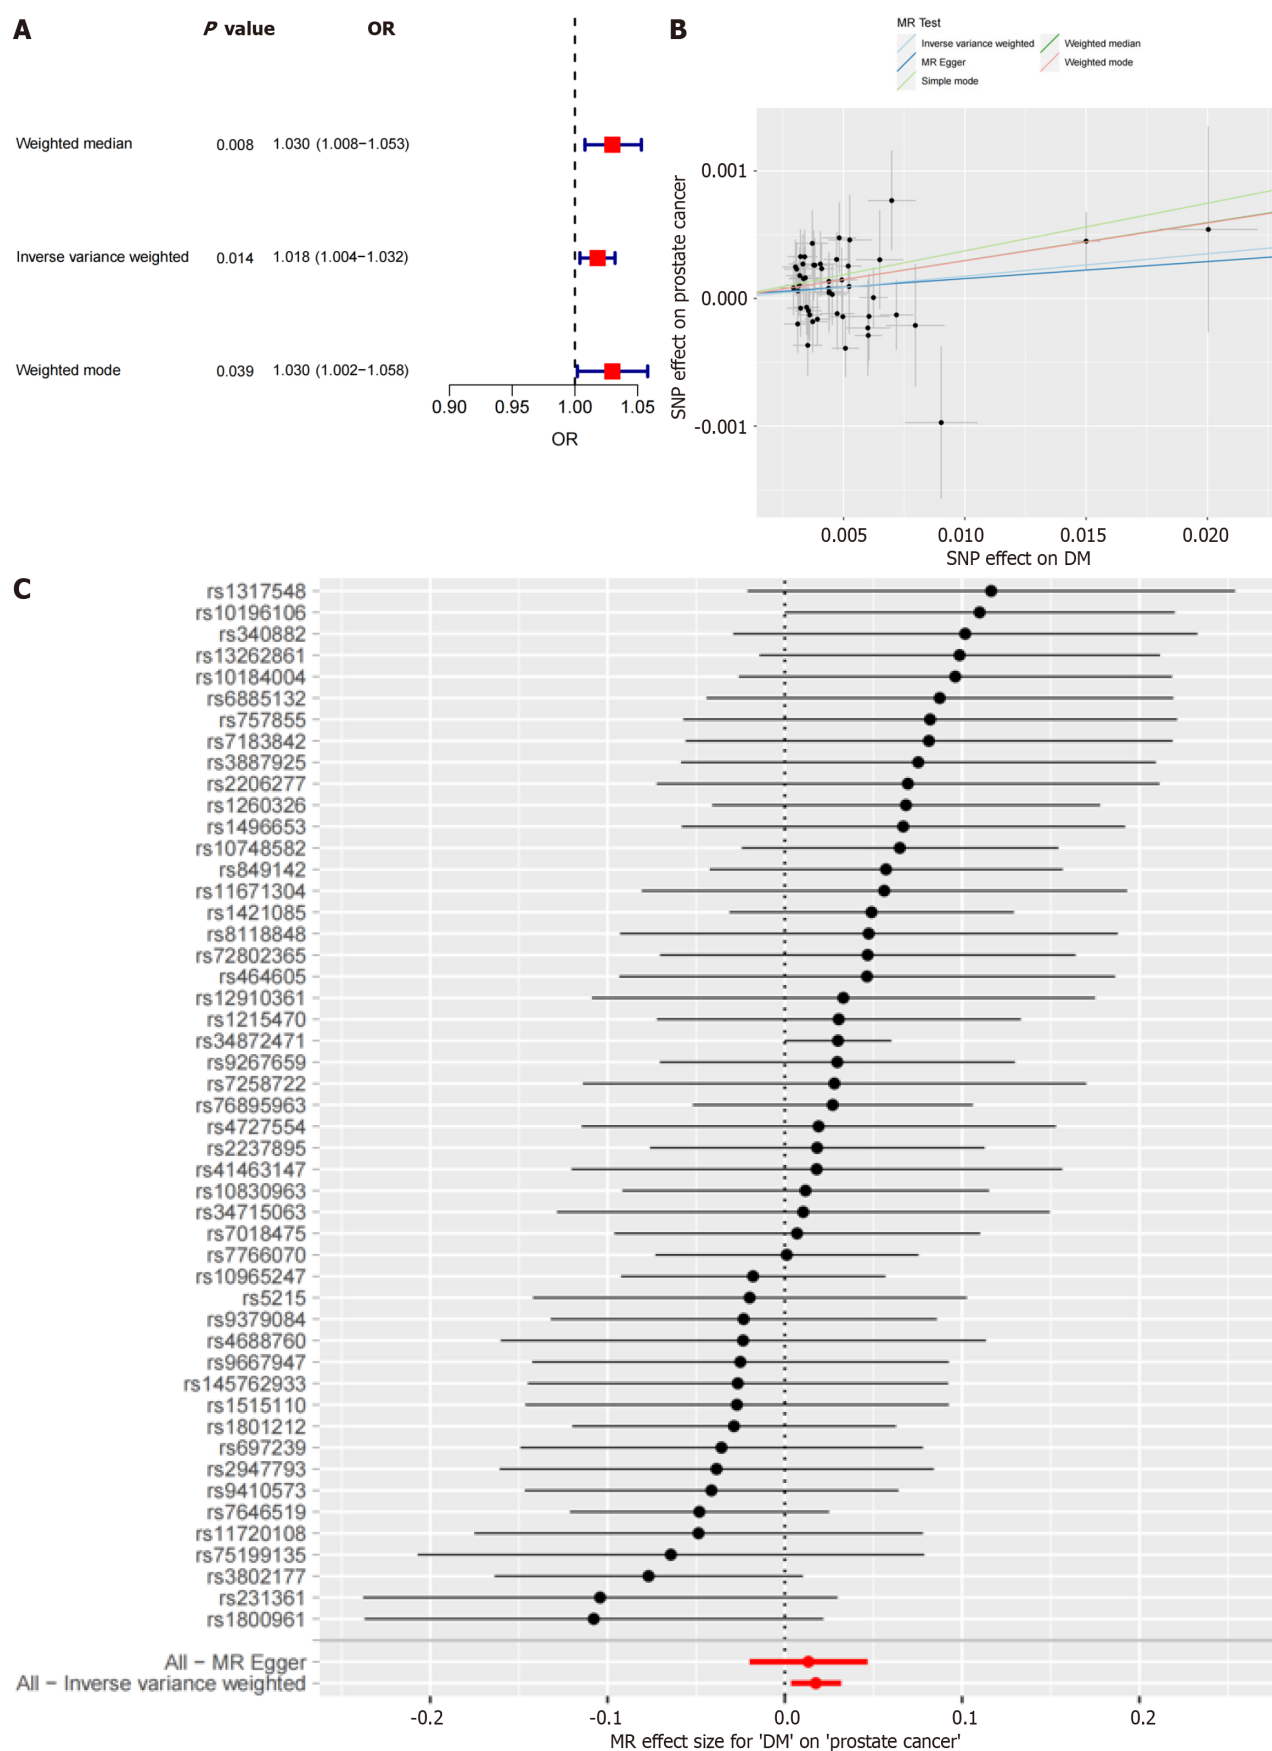 A
P value OR
Weighted median 0.008 1.030 (1.008−1.053)
Inverse variance weighted 0.014 1.018 (1.004−1.032)
Weighted mode 0.039 1.030 (1.002−1.058)
0.90 0.95 1.00 1.05
OR
B
MR Test
Inverse variance weighted Weighted median
MR Egger Weighted mode
Simple mode
SNP effect on prostate cancer
0.001
0.000
-0.001
0.005 0.010 0.015 0.020
SNP effect on DM
C
rs1317548
rs10196106
rs340882
rs13262861
rs10184004
rs6885132
rs757855
rs7183842
rs3887925
rs2206277
rs1260326
rs1496653
rs10748582
rs849142
rs11671304
rs1421085
rs8118848
rs72802365
rs464605
rs12910361
rs1215470
rs34872471
rs9267659
rs7258722
rs76895963
rs4727554
rs2237895
rs41463147
rs10830963
rs34715063
rs7018475
rs7766070
rs10965247
rs5215
rs9379084
rs4688760
rs9667947
rs145762933
rs1515110
rs1801212
rs697239
rs2947793
rs9410573
rs7646519
rs11720108
rs75199135
rs3802177
rs231361
rs1800961
All − MR Egger
All − Inverse variance weighted
-0.2 -0.1 0.0 0.1 0.2
MR effect size for 'DM' on 'prostate cancer'